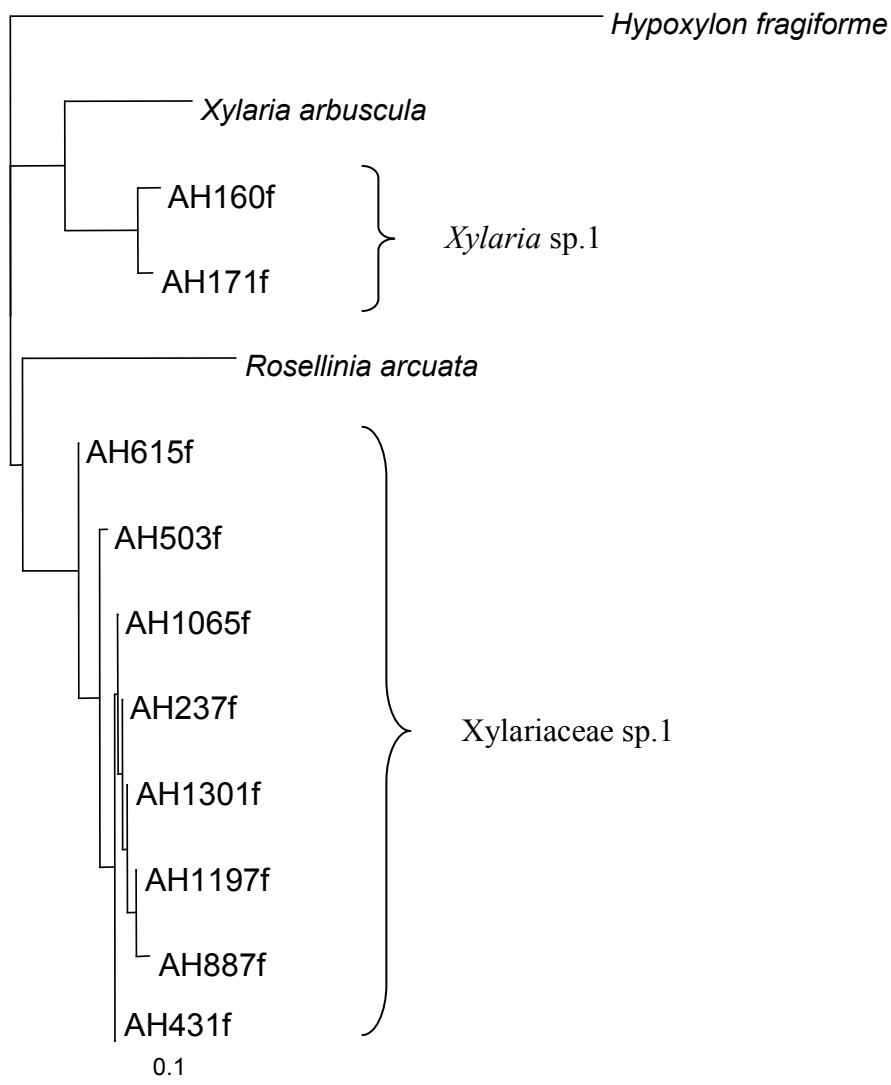 Hypoxylon fragiforme
Xylaria arbuscula
AH160f
Xylaria sp.1
AH171f
Rosellinia arcuata
AH615f
AH503f
AH1065f
AH237f
Xylariaceae sp.1
AH1301f
AH1197f
AH887f
AH431f
0.1